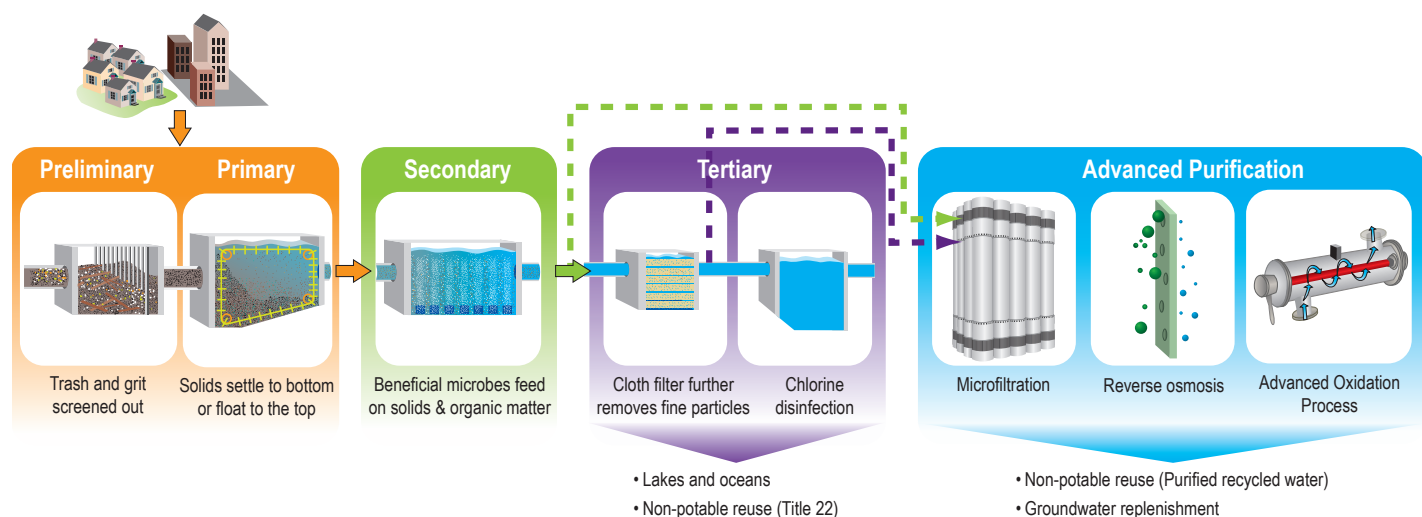 Preliminary
Primary
Trash and grit
screened out
Solids settle to bottom
or float to the top
Secondary
Beneficial microbes feed
on solids & organic matter
Tertiary
Cloth filter further
removes fine particles
Chlorine
disinfection
• Lakes and oceans
• Non-potable reuse (Title 22)
Advanced Purification
Microfiltration
Reverse osmosis
Advanced Oxidation
Process
• Non-potable reuse (Purified recycled water)
• Groundwater replenishment